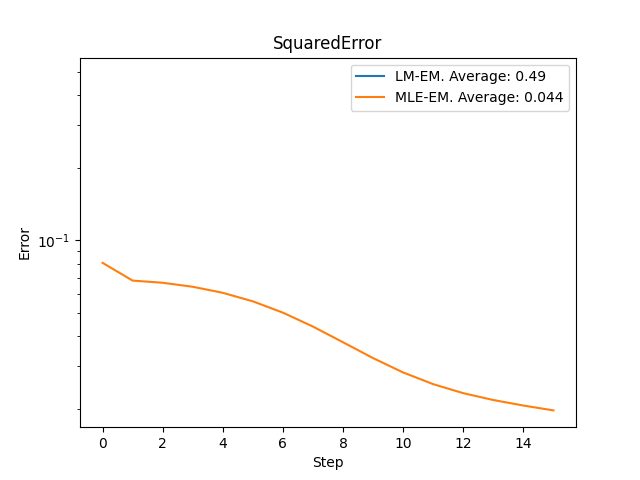 SquaredError
LM-EM. Average: 0.49
MLE-EM. Average: 0.044
Error
10⁻¹
0 2 4 6 8 10 12 14
Step